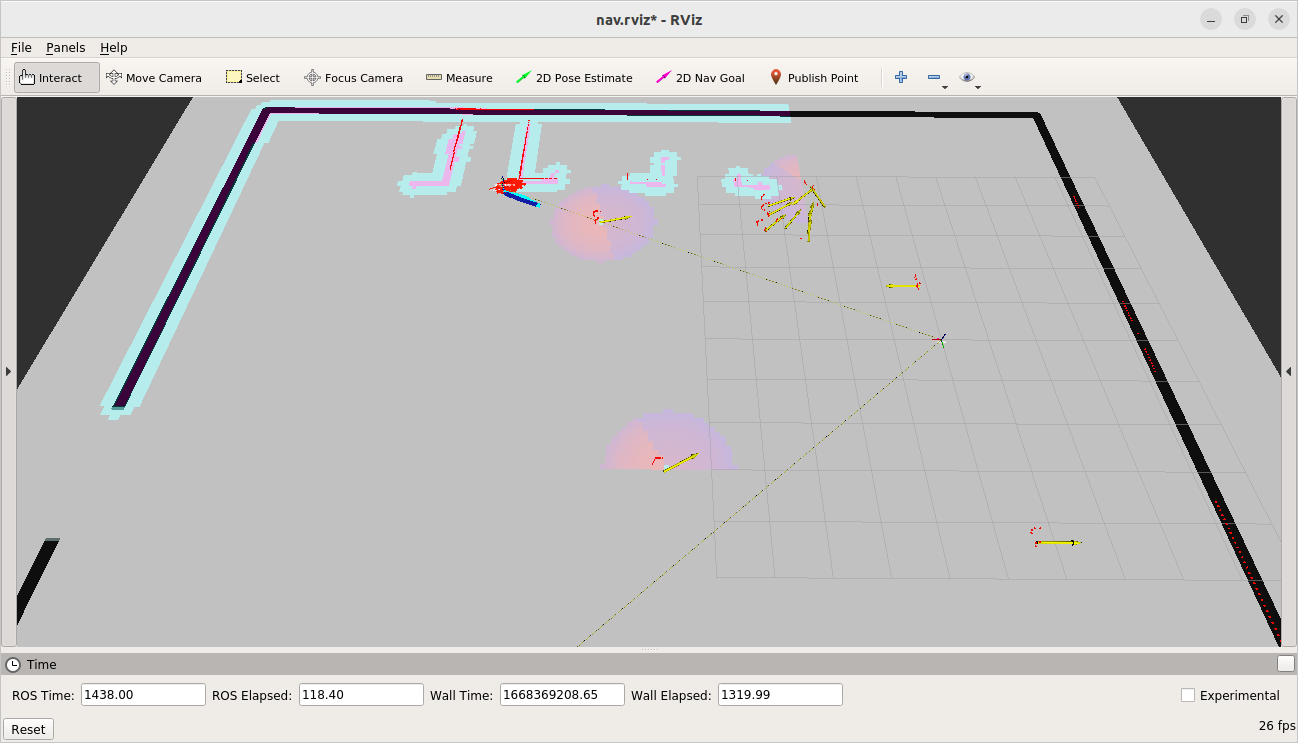 nav.rviz* - RViz
File Panels Help
Interact Move Camera Select Focus Camera Measure 2D Pose Estimate 2D Nav Goal Publish Point
Time
ROS Time: 1438.00 ROS Elapsed: 118.40 Wall Time: 1668369208.65 Wall Elapsed: 1319.99 Experimental
Reset 26 fps